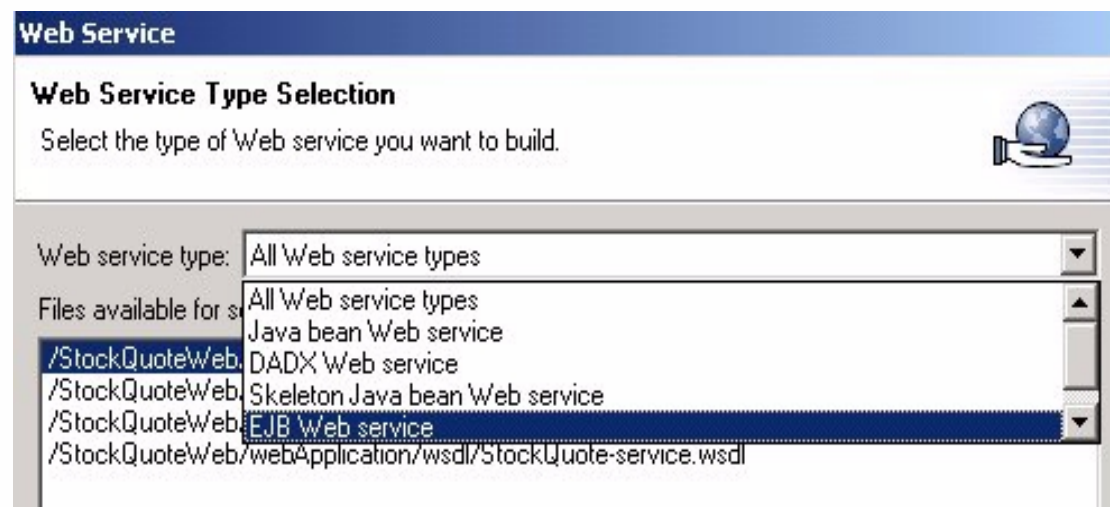 Web Service
Web Service Type Selection
Select the type of Web service you want to build.
Web service type: All Web service types
All Web service types
Files available for s
Java bean Web service
/StockQuoteWeb
DADX Web service
/StockQuoteWeb
Skeleton Java bean Web service
/StockQuoteWeb
EJB Web service
/StockQuoteWeb/webApplication/wsdl/StockQuote-service.wsdl